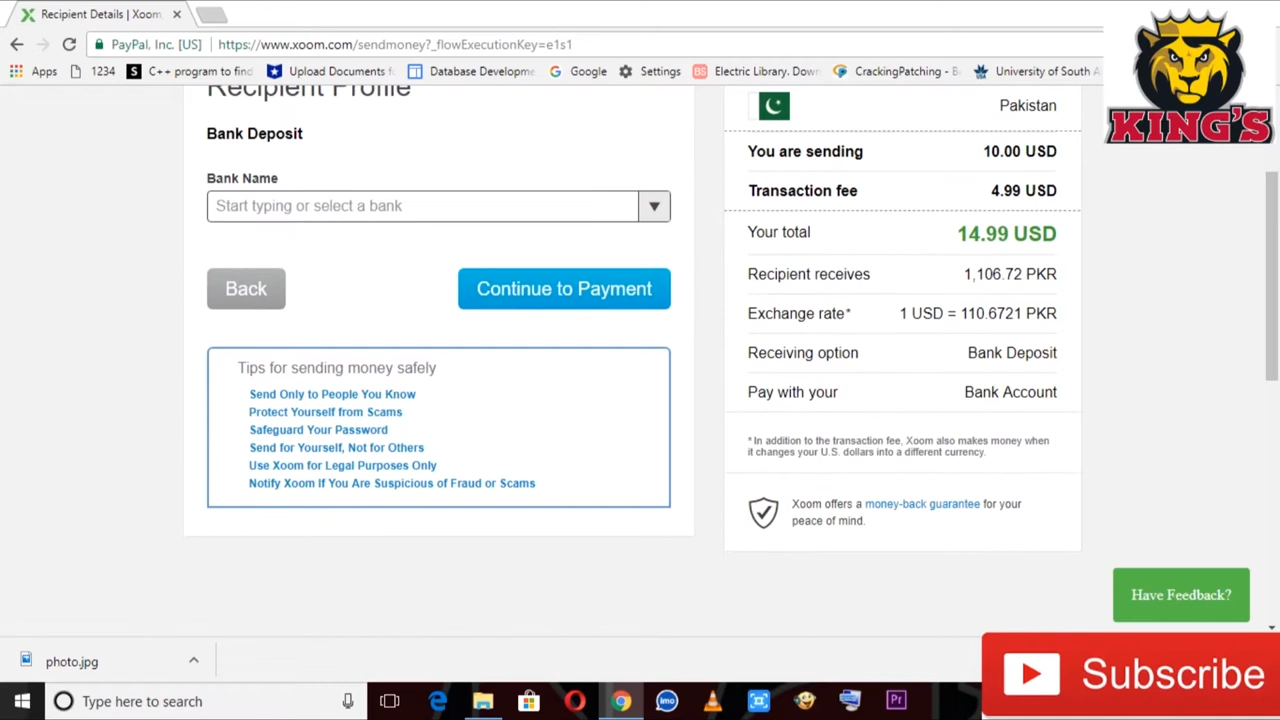 Recipient Details | Xoom
PayPal, Inc. [US] https://www.xoom.com/sendmoney?_flowExecutionKey=e1s1
Apps 1234 C++ program to find Upload Documents f Database Developme Google Settings Electric Library. Dow CrackingPatching - B University of South A
KING'S
Recipient Profile
Bank Deposit
Bank Name
Start typing or select a bank
Back
Continue to Payment
Tips for sending money safely
Send Only to People You Know
Protect Yourself from Scams
Safeguard Your Password
Send for Yourself, Not for Others
Use Xoom for Legal Purposes Only
Notify Xoom If You Are Suspicious of Fraud or Scams
Pakistan
You are sending 10.00 USD
Transaction fee 4.99 USD
Your total 14.99 USD
Recipient receives 1,106.72 PKR
Exchange rate* 1 USD = 110.6721 PKR
Receiving option Bank Deposit
Pay with your Bank Account
* In addition to the transaction fee, Xoom also makes money when
it changes your U.S. dollars into a different currency.
Xoom offers a money-back guarantee for your
peace of mind.
Have Feedback?
photo.jpg
Subscribe
Type here to search
imo
Pr